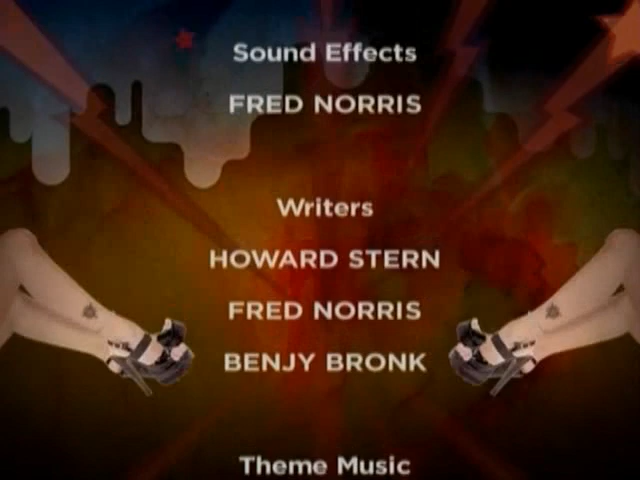 Sound Effects
FRED NORRIS
Writers
HOWARD STERN
FRED NORRIS
BENJY BRONK
Theme Music